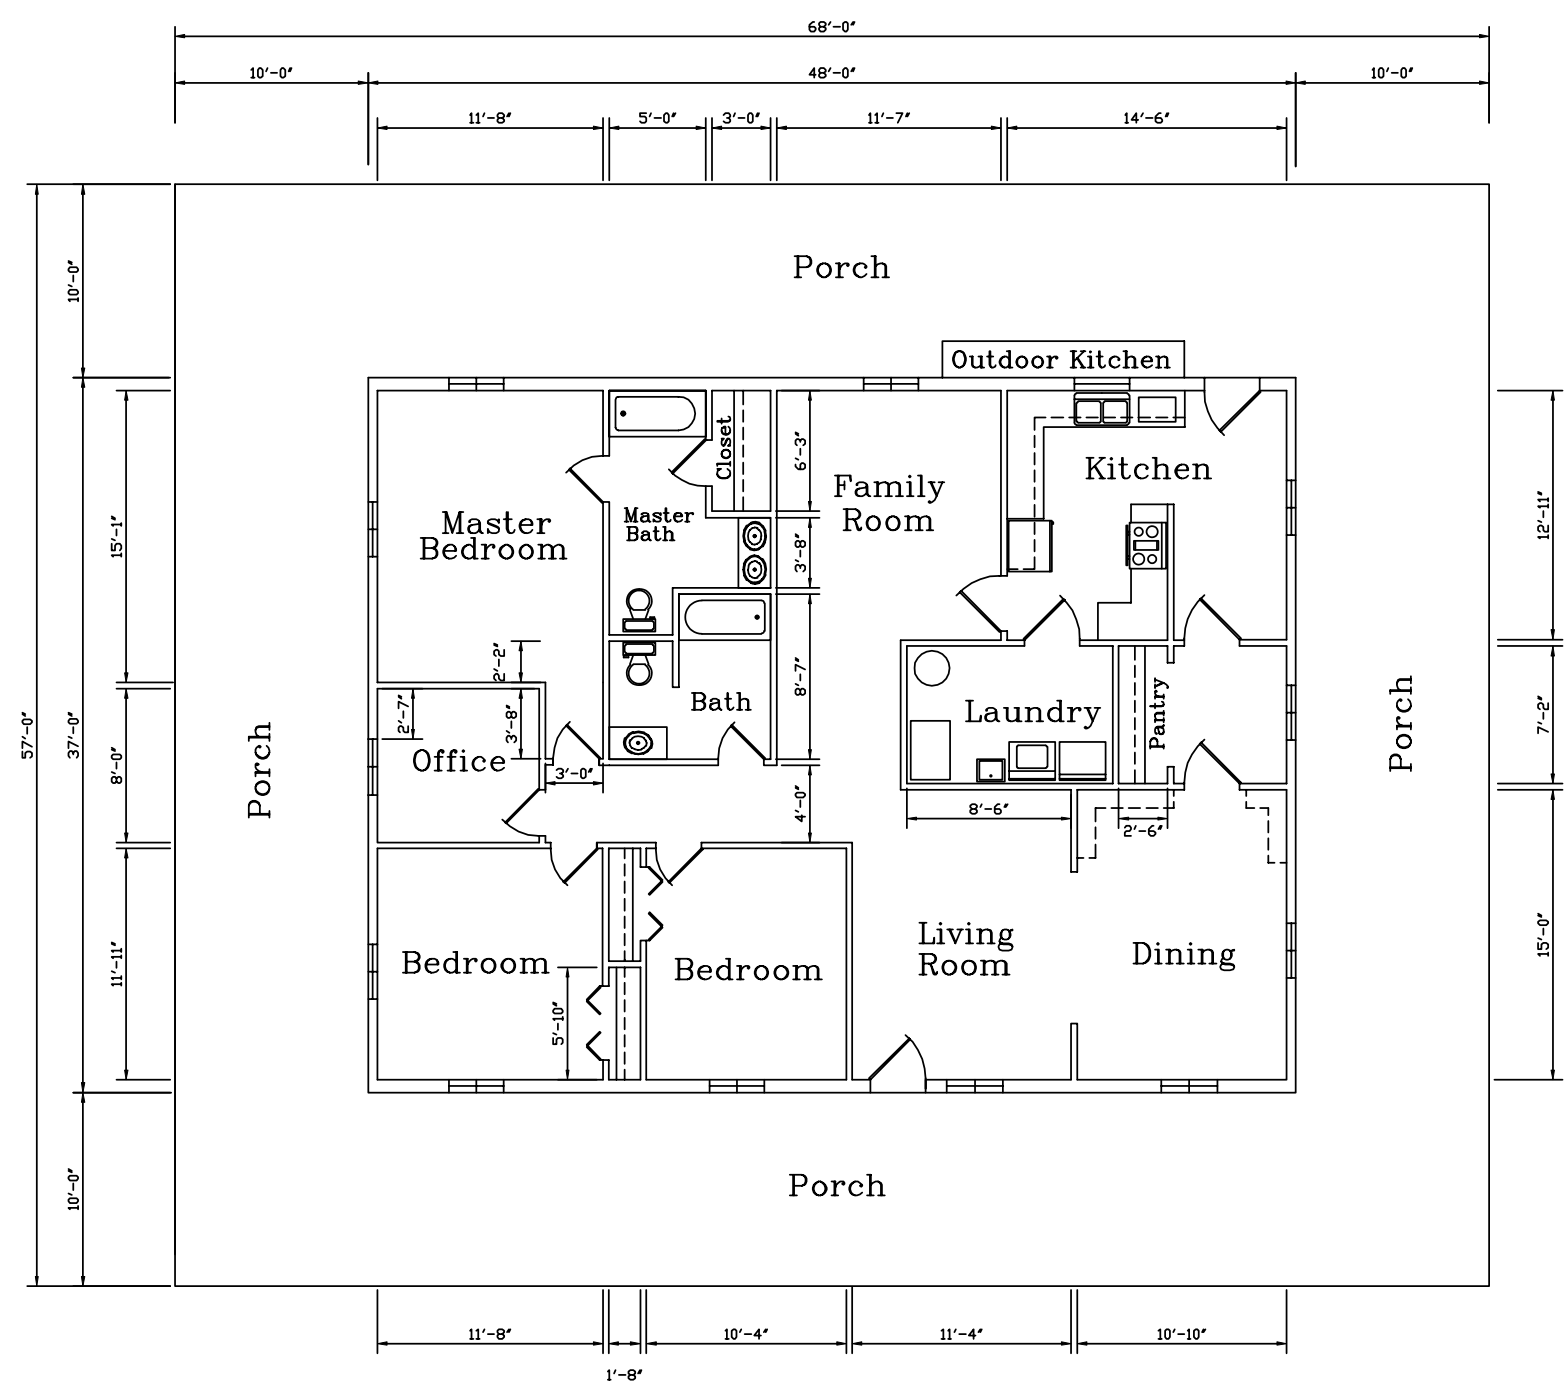 68'-0"
10'-0"
48'-0"
10'-0"
11'-8"
5'-0"
3'-0"
11'-7"
14'-6"
Porch
10'-0"
Outdoor Kitchen
Closet
6'-3"
Kitchen
Family
Room
Master
Bedroom
Master
Bath
15'-1"
12'-11"
3'-8"
2'-2"
8'-7"
Bath
2'-7"
3'-8"
Laundry
Pantry
7'-2"
Porch
57'-0"
37'-0"
8'-0"
Porch
Office
3'-0"
4'-0"
8'-6"
2'-6"
Living
Room
Dining
15'-0"
11'-11"
Bedroom
Bedroom
5'-10"
Porch
10'-0"
11'-8"
10'-4"
11'-4"
10'-10"
1'-8"